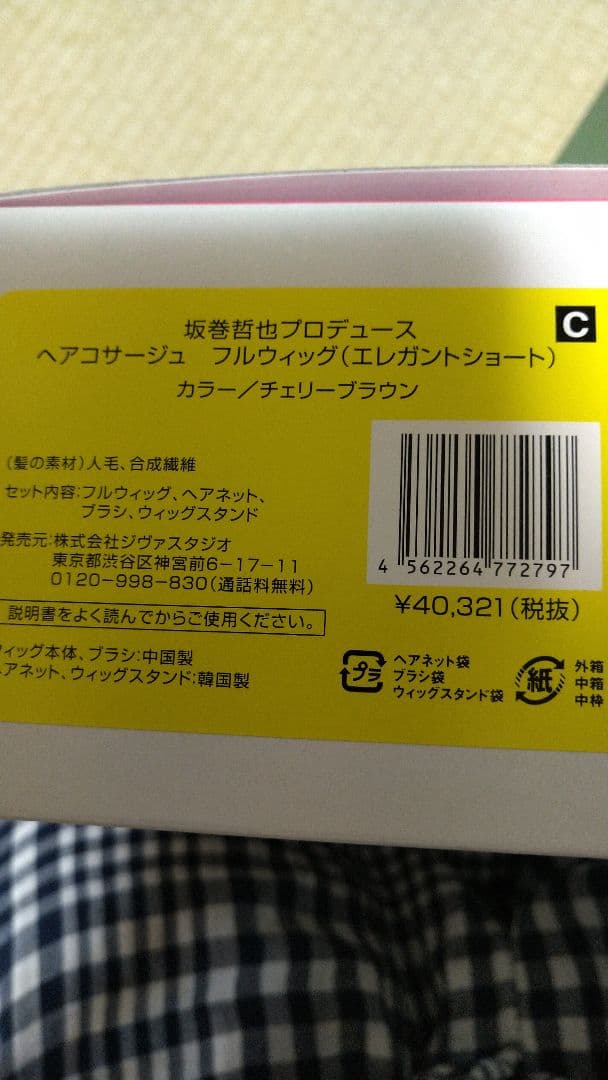 C
坂巻哲也プロデュース
ヘアコサージュ フルウィッグ(エレガントショート)
カラー/チェリーブラウン
(髪の素材)人毛、合成繊維
セット内容:フルウィッグ、ヘアネット、
ブラシ、ウィッグスタンド
発売元:株式会社ジヴァスタジオ
東京都渋谷区神宮前6-17-11
0120-998-830(通話料無料)
説明書をよく読んでからご使用ください。
ィッグ本体、ブラシ:中国製
ヘアネット、ウィッグスタンド:韓国製
4 562264 772797
¥40,321(税抜)
プラ
ヘアネット袋
ブラシ袋
ウィッグスタンド袋
紙
外箱
中箱
中枠